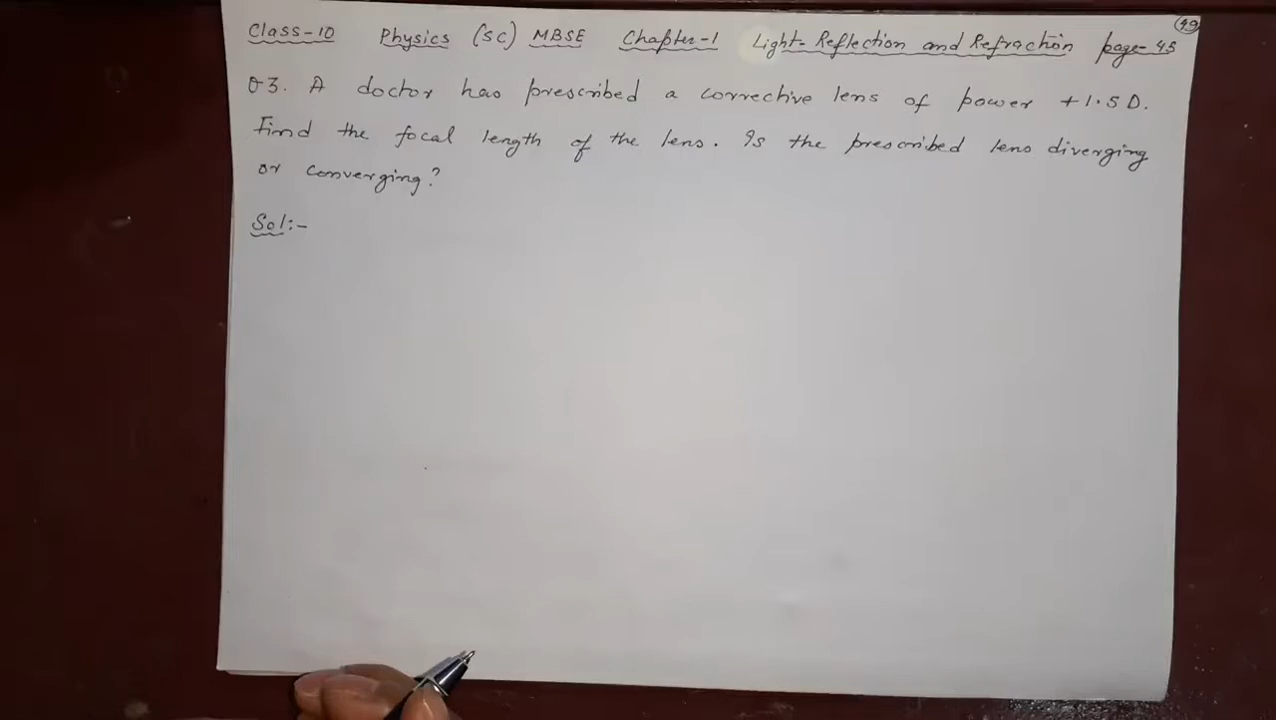 49
Class-10 Physics (SC) MBSE Chapter-1 Light-Reflection and Refraction page-45
Q3. A doctor has prescribed a corrective lens of power +1.5 D.
Find the focal length of the lens. Is the prescribed lens diverging
or converging?
Sol:-